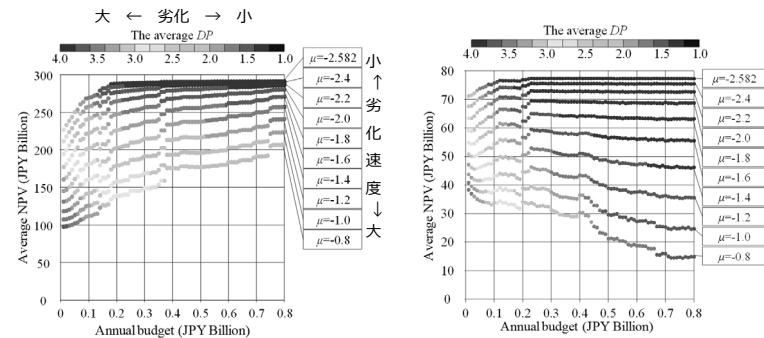 大 ← 劣化 → 小
The average DP
4.0 3.5 3.0 2.5 2.0 1.5 1.0
Average NPV (JPY Billion)
300
250
200
150
100
50
0
0 0.1 0.2 0.3 0.4 0.5 0.6 0.7 0.8
Annual budget (JPY Billion)
μ=-2.582
μ=-2.4
μ=-2.2
μ=-2.0
μ=-1.8
μ=-1.6
μ=-1.4
μ=-1.2
μ=-1.0
μ=-0.8
小
↑
劣
化
速
度
↓
大
The average DP
4.0 3.5 3.0 2.5 2.0 1.5 1.0
Average NPV (JPY Billion)
80
70
60
50
40
30
20
10
0
0 0.1 0.2 0.3 0.4 0.5 0.6 0.7 0.8
Annual budget (JPY Billion)
μ=-2.582
μ=-2.4
μ=-2.2
μ=-2.0
μ=-1.8
μ=-1.6
μ=-1.4
μ=-1.2
μ=-1.0
μ=-0.8